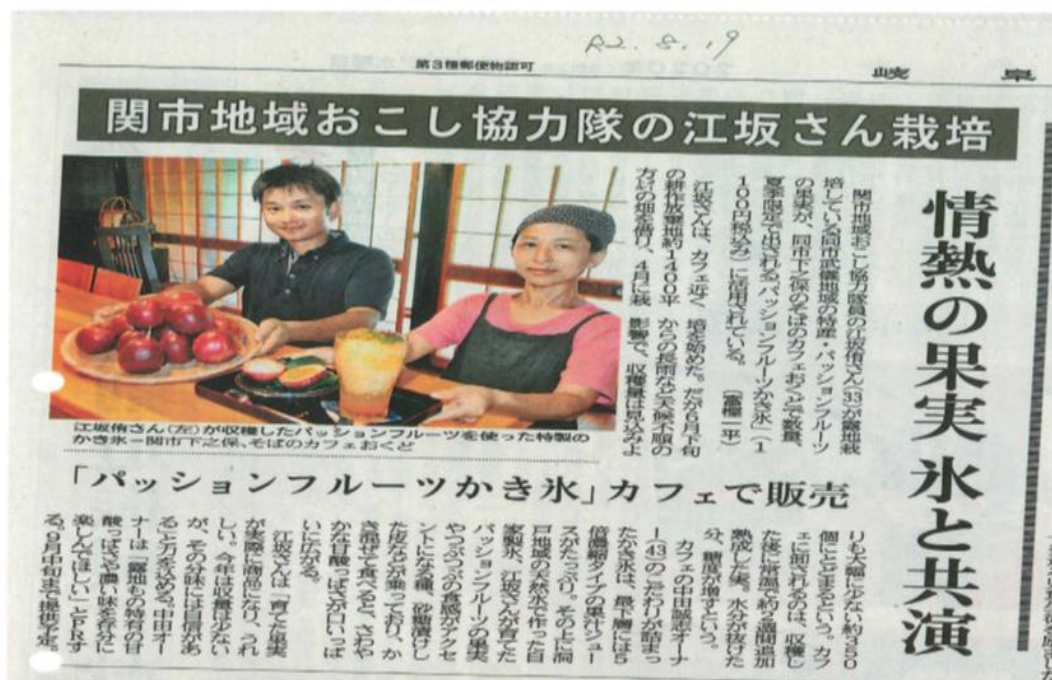 R2.8.19
第3種郵便物認可
岐 阜
関市地域おこし協力隊の江坂さん栽培
情熱の果実 氷と共演
関市地域おこし協力隊員の江坂侑さん(33)が露地栽
培している同市武儀地域の特産・パッションフルーツ
の果実が、同市下之保のそばのカフェおくどで数量、
夏季限定で出される「パッションフルーツかき氷」(1
100円税込み)に活用されている。
江坂さんは、カフェ近く
の耕作放棄地約1400平
方㍍の畑を借り、4月に栽
培を始めた。だが6月下旬
からの長雨など天候不順の
影響で、収穫量は見込みよ
江坂侑さん(左)が収穫したパッションフルーツを使った特製の
かき氷=関市下之保、そばのカフェおくど
「パッションフルーツかき氷」カフェで販売
りも大幅に少ない約350
個にとどまるという。カフ
ェに卸されるのは、収穫し
た後に常温で約2週間追加
熟成した実。水分が抜けた
分、糖度が増すという。
カフェの中田誠志オーナ
ー(43)のこだわりが詰まっ
たかき氷は、最下層には5
倍濃縮タイプの果汁ジュー
スがたっぷり。その上に洞
戸地域の天然水で作った自
家製氷、江坂さんが育てた
パッションフルーツの果実
やつぶつぶの食感がアクセ
ントになる種、砂糖漬けし
た皮などが乗っており、か
き混ぜて食べると、さわや
かな甘酸っぱさが口いっぱ
いに広がる。
江坂さんは「育てた果実
が実際に商品になり、うれ
しい。今年は収量は少ない
が、その分味には自信があ
る」と力を込める。中田オー
ナーは「露地もの特有の甘
酸っぱさや濃い味を存分に
楽しんでほしい」とPRす
る。9月中旬まで提供予定。